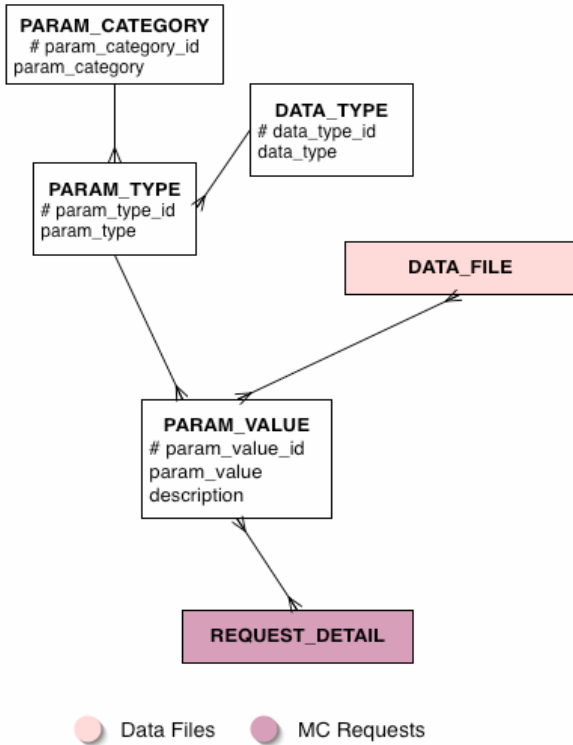 PARAM_CATEGORY
# param_category_id
param_category
DATA_TYPE
# data_type_id
data_type
PARAM_TYPE
# param_type_id
param_type
DATA_FILE
PARAM_VALUE
# param_value_id
param_value
description
REQUEST_DETAIL
Data Files
MC Requests